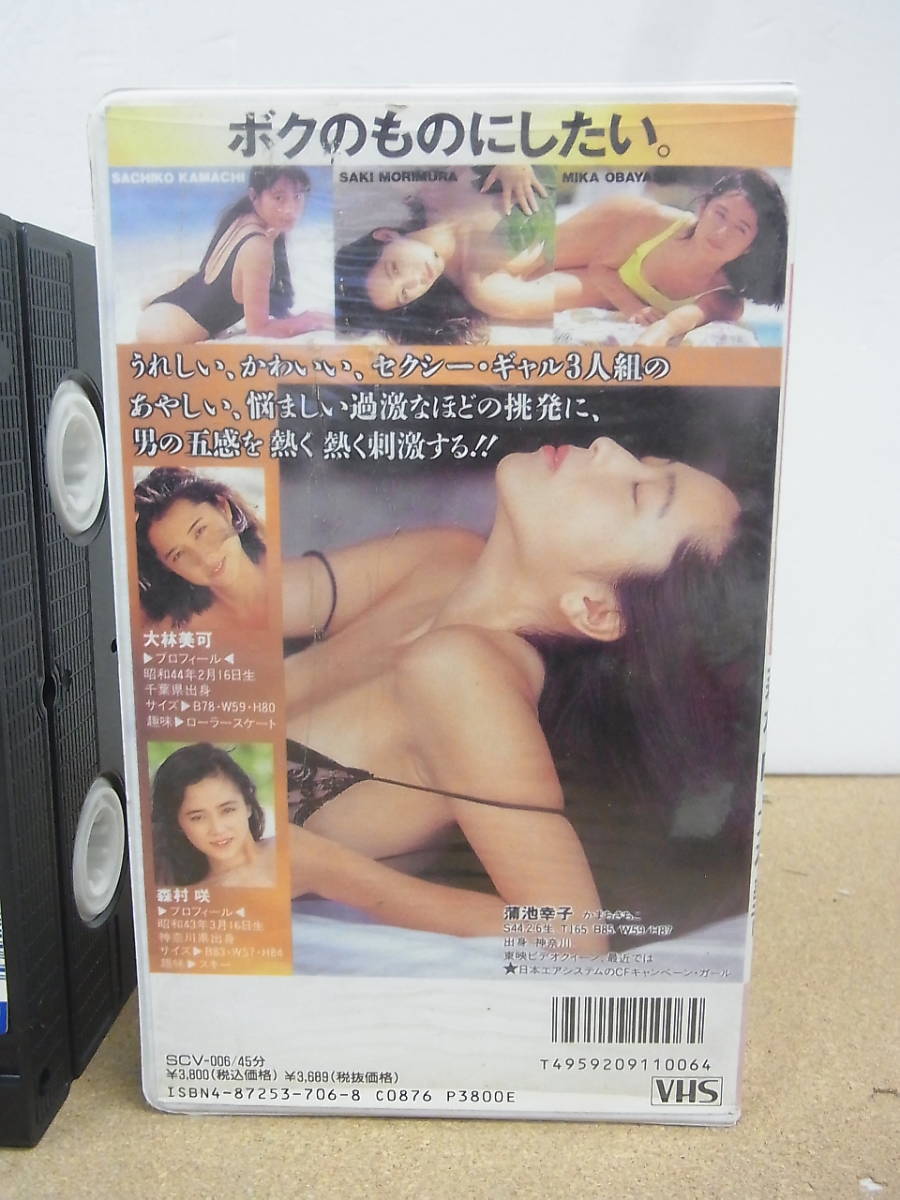 ボクのものにしたい。
SACHIKO KAMACHI
SAKI MORIMURA
MIKA OBAYA
うれしい、かわいい、セクシー・ギャル3人組の
あやしい、悩ましい過激なほどの挑発に、
男の五感を熱く熱く刺激する!!
大林美可
▶プロフィール◀
昭和44年2月16日生
千葉県出身
サイズ▶B78・W59・H80
趣味▶ローラースケート
森村 咲
▶プロフィール◀
昭和43年3月16日生
神奈川県出身
サイズ▶B83・W57・H84
趣味▶スキー
蒲池幸子 かまちさちこ
S44.2.6生 T165 B85 W59/H87
出身 神奈川
東映ビデオクイーン、最近では
★日本エアシステムのCFキャンペーン・ガール
SCV-006/45分
¥3,800(税込価格) ¥3,689(税抜価格)
ISBN4-87253-706-8 C0876 P3800E
T4959209110064
VHS